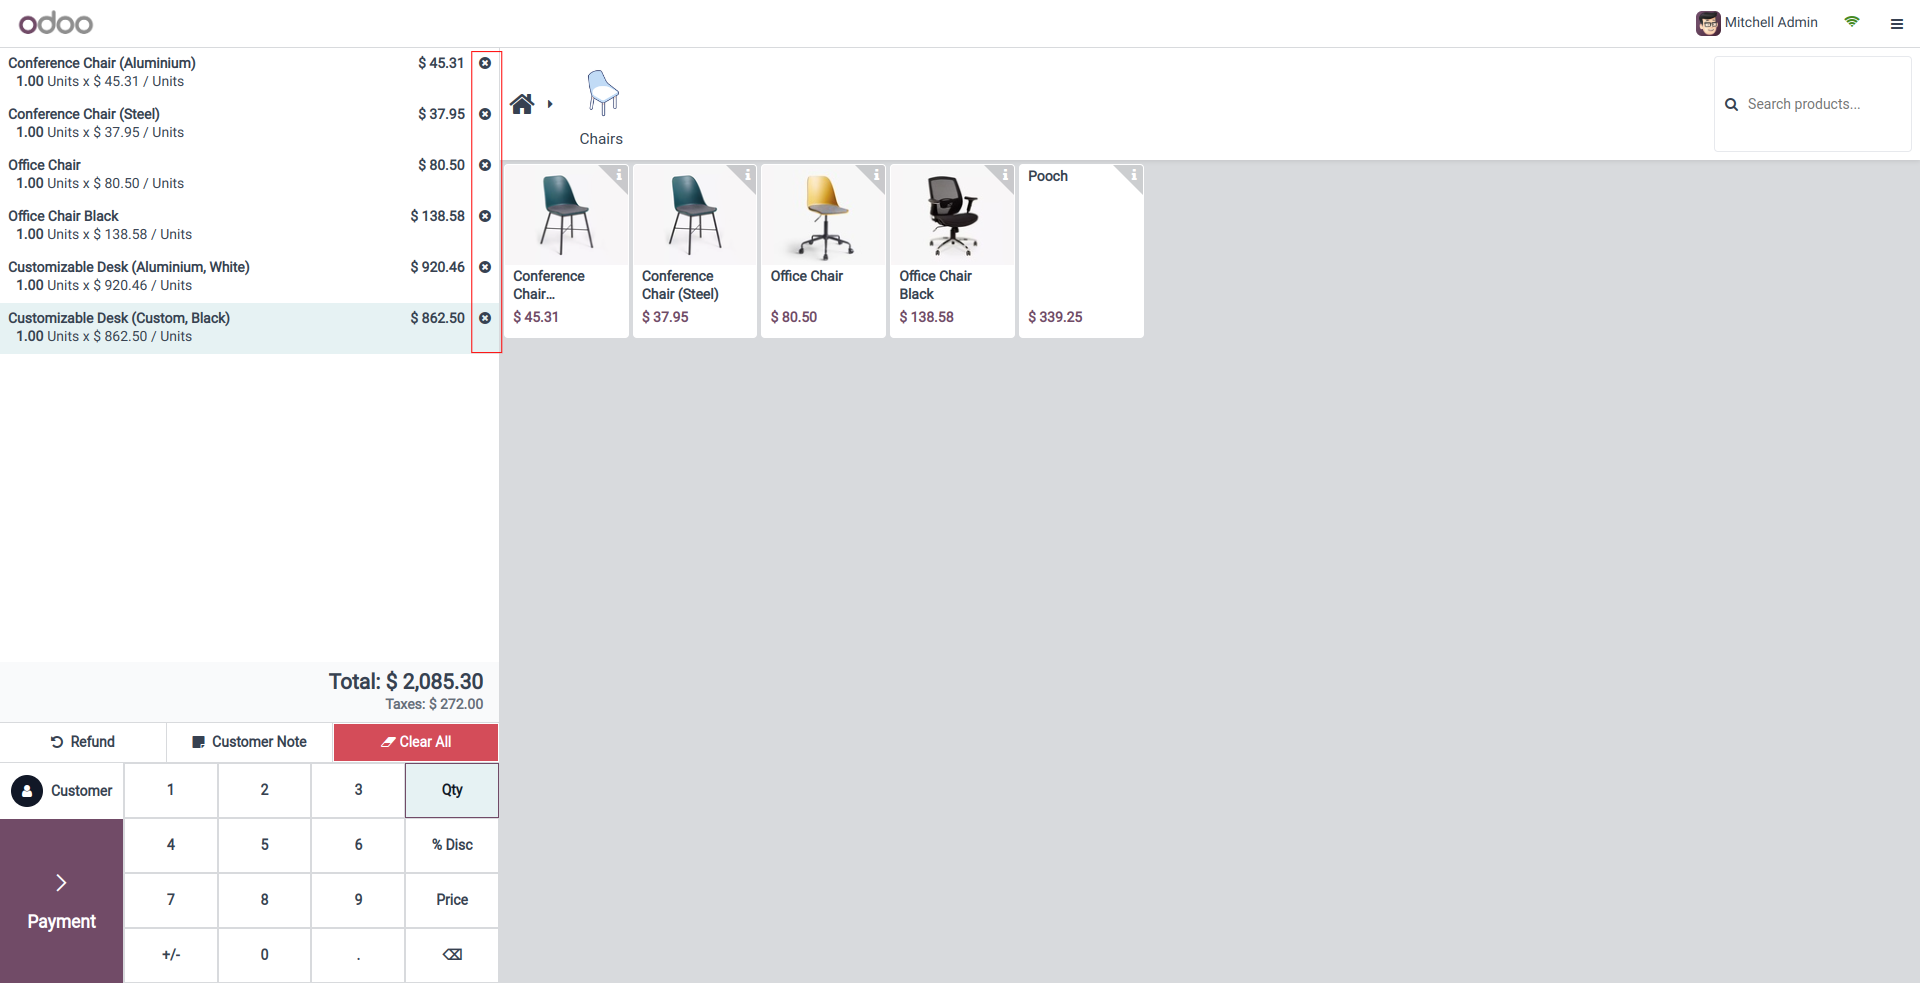 odoo
Mitchell Admin
Conference Chair (Aluminium) $ 45.31
1.00 Units x $ 45.31 / Units
Conference Chair (Steel) $ 37.95
1.00 Units x $ 37.95 / Units
Office Chair $ 80.50
1.00 Units x $ 80.50 / Units
Office Chair Black $ 138.58
1.00 Units x $ 138.58 / Units
Customizable Desk (Aluminium, White) $ 920.46
1.00 Units x $ 920.46 / Units
Customizable Desk (Custom, Black) $ 862.50
1.00 Units x $ 862.50 / Units
Total: $ 2,085.30
Taxes: $ 272.00
Refund
Customer Note
Clear All
Customer
1 2 3 Qty
4 5 6 % Disc
7 8 9 Price
+/- 0 .
Payment
Chairs
Search products...
Conference
Chair...
$ 45.31
Conference
Chair (Steel)
$ 37.95
Office Chair
$ 80.50
Office Chair
Black
$ 138.58
Pooch
$ 339.25